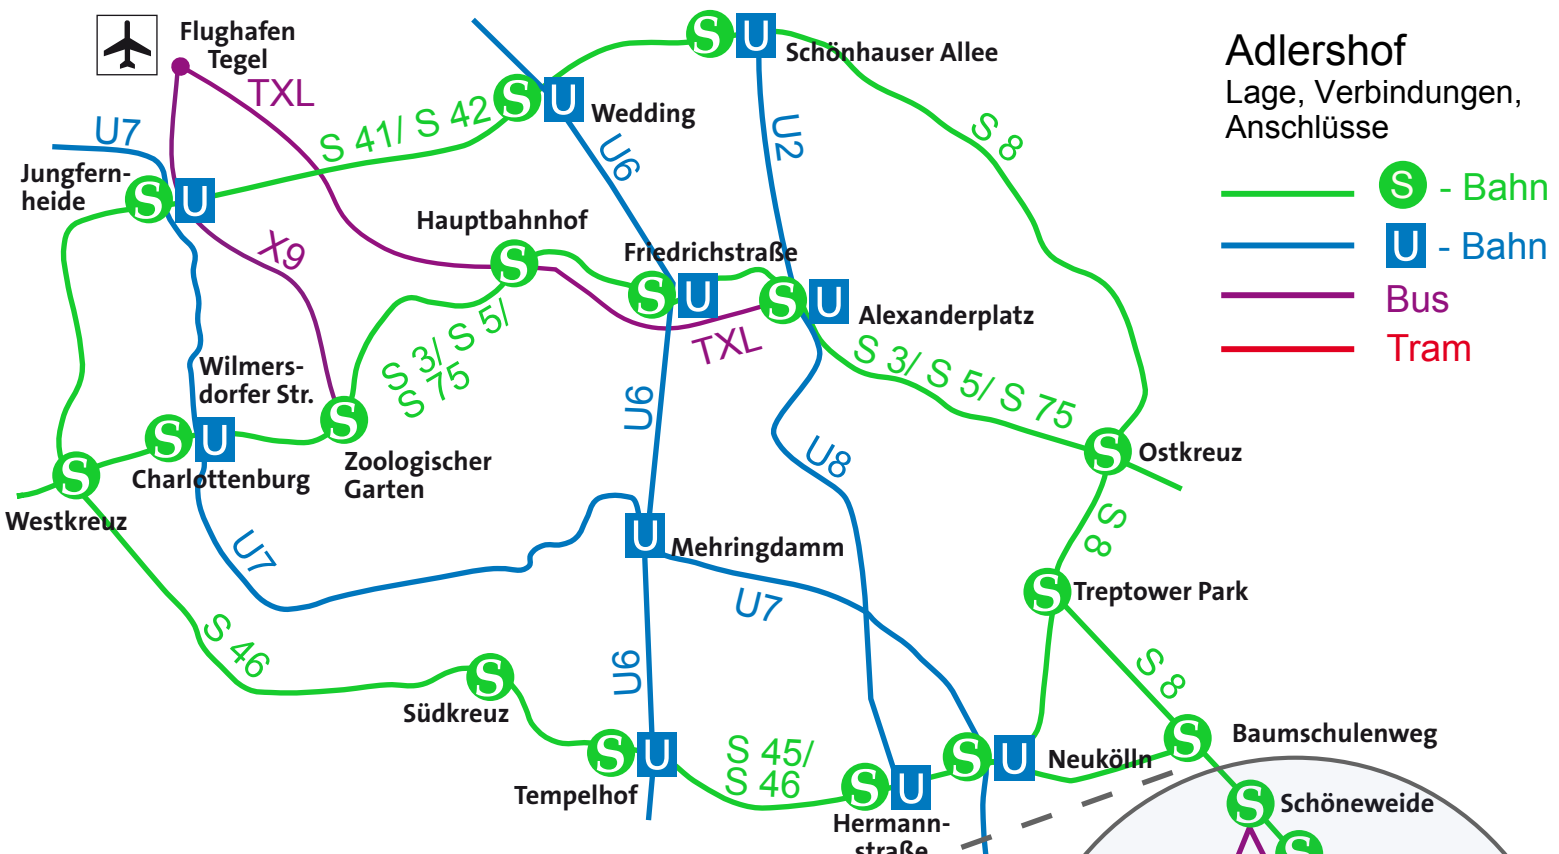 Flughafen
Tegel
TXL
S U
Schönhauser Allee
Adlershof
Lage, Verbindungen,
Anschlüsse
S - Bahn
U - Bahn
Bus
Tram
U7
S 41/ S 42
S U
Wedding
U6
U2
S 8
Jungfern-
heide
S U
X9
Hauptbahnhof
S
Friedrichstraße
S U
S U
Alexanderplatz
TXL
S 3/ S 5/
S 75
S 3/ S 5/ S 75
Wilmers-
dorfer Str.
S U
Charlottenburg
S
Zoologischer
Garten
U6
U8
S
Ostkreuz
S
Westkreuz
U7
U
Mehringdamm
U7
S 8
S
Treptower Park
S 46
S
Südkreuz
U6
S 8
S U
Tempelhof
S 45/
S 46
S U
Hermann-
straße
S U
Neukölln
S
Baumschulenweg
S
Schöneweide
S